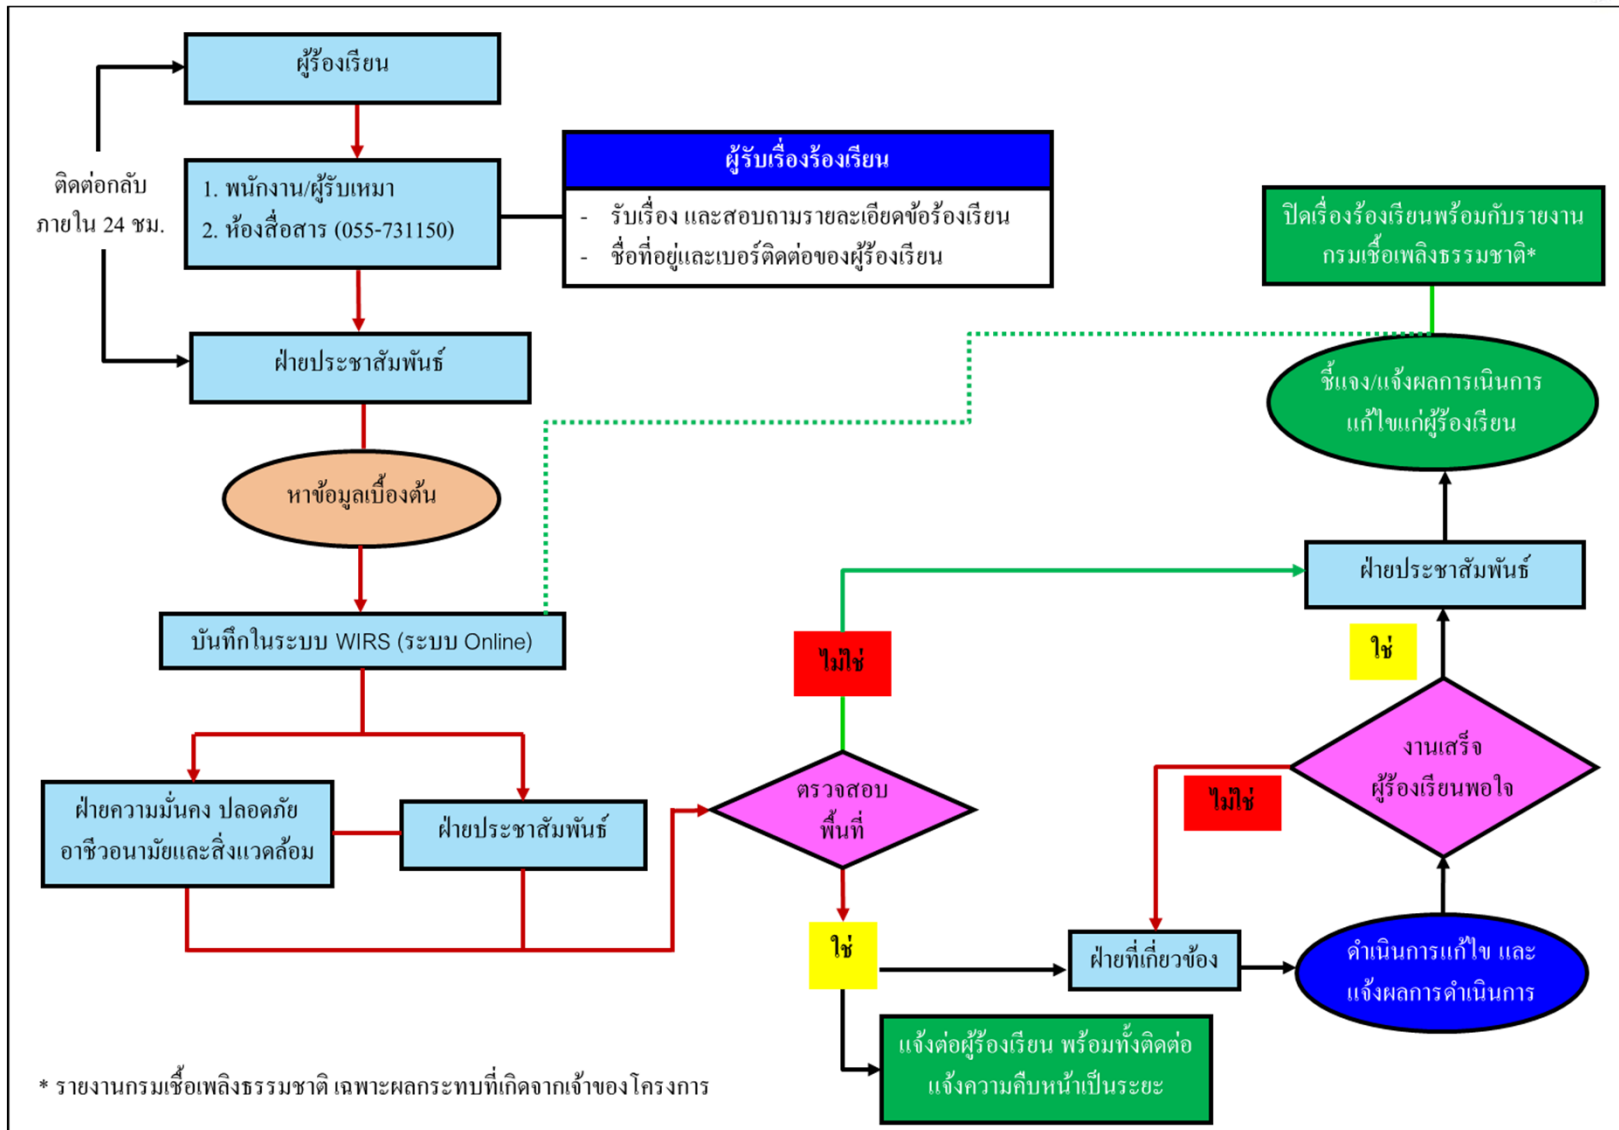 ผู้ร้องเรียน
ติดต่อกลับ
ภายใน 24 ชม.
1. พนักงาน/ผู้รับเหมา
2. ห้องสื่อสาร (055-731150)
ผู้รับเรื่องร้องเรียน
- รับเรื่อง และสอบถามรายละเอียดข้อร้องเรียน
- ชื่อที่อยู่และเบอร์ติดต่อของผู้ร้องเรียน
ฝ่ายประชาสัมพันธ์
หาข้อมูลเบื้องต้น
บันทึกในระบบ WIRS (ระบบ Online)
ฝ่ายความมั่นคง ปลอดภัย
อาชีวอนามัยและสิ่งแวดล้อม
ฝ่ายประชาสัมพันธ์
ตรวจสอบ
พื้นที่
ไม่ใช่
ใช่
แจ้งต่อผู้ร้องเรียน พร้อมทั้งติดต่อ
แจ้งความคืบหน้าเป็นระยะ
ฝ่ายที่เกี่ยวข้อง
ดำเนินการแก้ไข และ
แจ้งผลการดำเนินการ
งานเสร็จ
ผู้ร้องเรียนพอใจ
ไม่ใช่
ใช่
ฝ่ายประชาสัมพันธ์
ชี้แจง/แจ้งผลการเนินการ
แก้ไขแก่ผู้ร้องเรียน
ปิดเรื่องร้องเรียนพร้อมกับรายงาน
กรมเชื้อเพลิงธรรมชาติ*
* รายงานกรมเชื้อเพลิงธรรมชาติ เฉพาะผลกระทบที่เกิดจากเจ้าของโครงการ